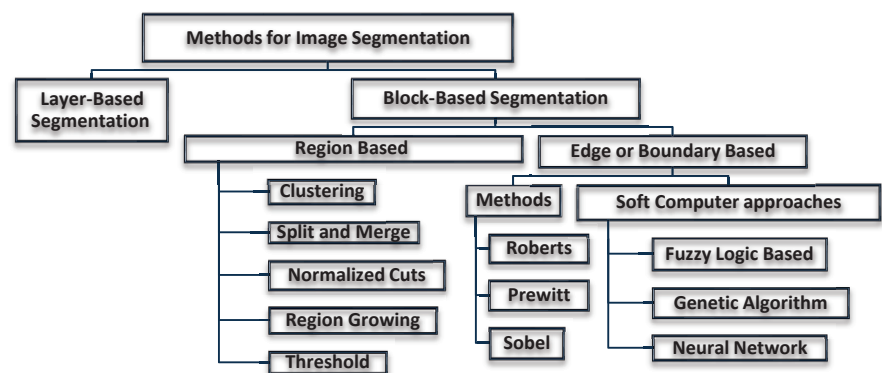 Methods for Image Segmentation
Layer-Based
Segmentation
Block-Based Segmentation
Region Based
Edge or Boundary Based
Clustering
Split and Merge
Normalized Cuts
Region Growing
Threshold
Methods
Roberts
Prewitt
Sobel
Soft Computer approaches
Fuzzy Logic Based
Genetic Algorithm
Neural Network